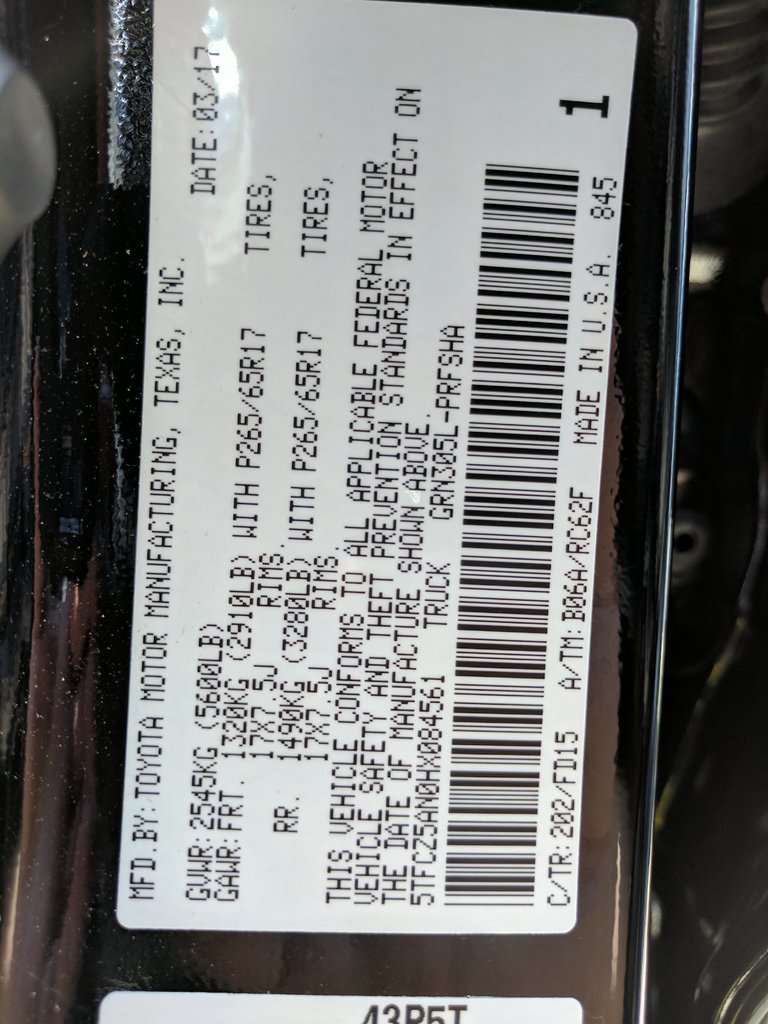 MFD.BY:TOYOTA MOTOR MANUFACTURING, TEXAS, INC.
DATE:03/17
GVWR:2545KG (5600LB)
GAWR:FRT. 1320KG (2910LB) WITH P265/65R17 TIRES,
17X7.5J RIMS.
RR. 1490KG (3280LB) WITH P265/65R17 TIRES,
17X7.5J RIMS
THIS VEHICLE CONFORMS TO ALL APPLICABLE FEDERAL MOTOR
VEHICLE SAFETY AND THEFT PREVENTION STANDARDS IN EFFECT ON
THE DATE OF MANUFACTURE SHOWN ABOVE.
5TFCZ5AN0HX084561 TRUCK GRN305L-PRFSHA
1
C/TR:202/FD15 A/TM:B06A/RC62F MADE IN U.S.A. 845